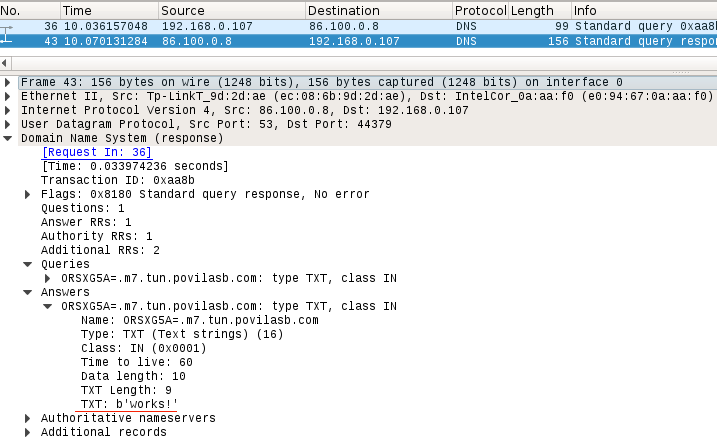 No. Time Source Destination Protocol Length Info
36 10.036157048 192.168.0.107 86.100.0.8 DNS 99 Standard query 0xaa8
43 10.070131284 86.100.0.8 192.168.0.107 DNS 156 Standard query respon
Frame 43: 156 bytes on wire (1248 bits), 156 bytes captured (1248 bits) on interface 0
Ethernet II, Src: Tp-LinkT_9d:2d:ae (ec:08:6b:9d:2d:ae), Dst: IntelCor_0a:aa:f0 (e0:94:67:0a:aa:f0)
Internet Protocol Version 4, Src: 86.100.0.8, Dst: 192.168.0.107
User Datagram Protocol, Src Port: 53, Dst Port: 44379
Domain Name System (response)
[Request In: 36]
[Time: 0.033974236 seconds]
Transaction ID: 0xaa8b
Flags: 0x8180 Standard query response, No error
Questions: 1
Answer RRs: 1
Authority RRs: 1
Additional RRs: 2
Queries
ORSXG5A=.m7.tun.povilasb.com: type TXT, class IN
Answers
ORSXG5A=.m7.tun.povilasb.com: type TXT, class IN
Name: ORSXG5A=.m7.tun.povilasb.com
Type: TXT (Text strings) (16)
Class: IN (0x0001)
Time to live: 60
Data length: 10
TXT Length: 9
TXT: b'works!'
Authoritative nameservers
Additional records